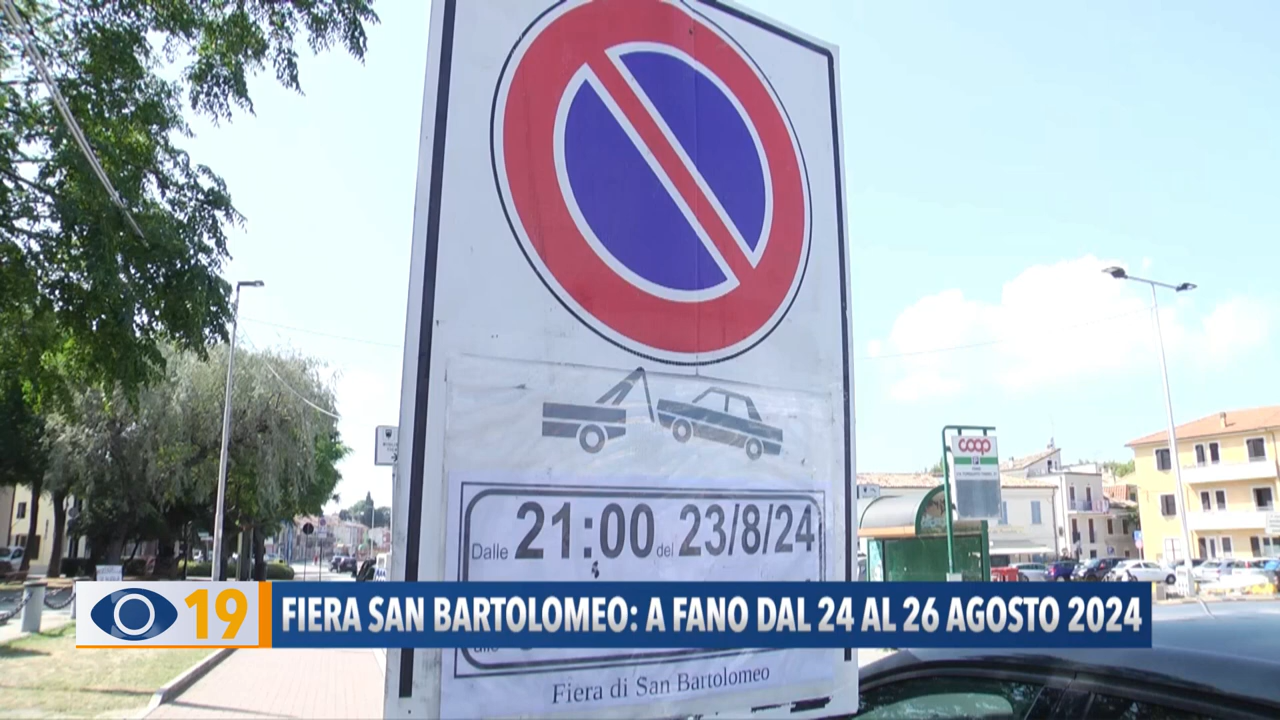 coop
Dalle 21:00 del 23/8/24
19
FIERA SAN BARTOLOMEO: A FANO DAL 24 AL 26 AGOSTO 2024
alle
Fiera di San Bartolomeo